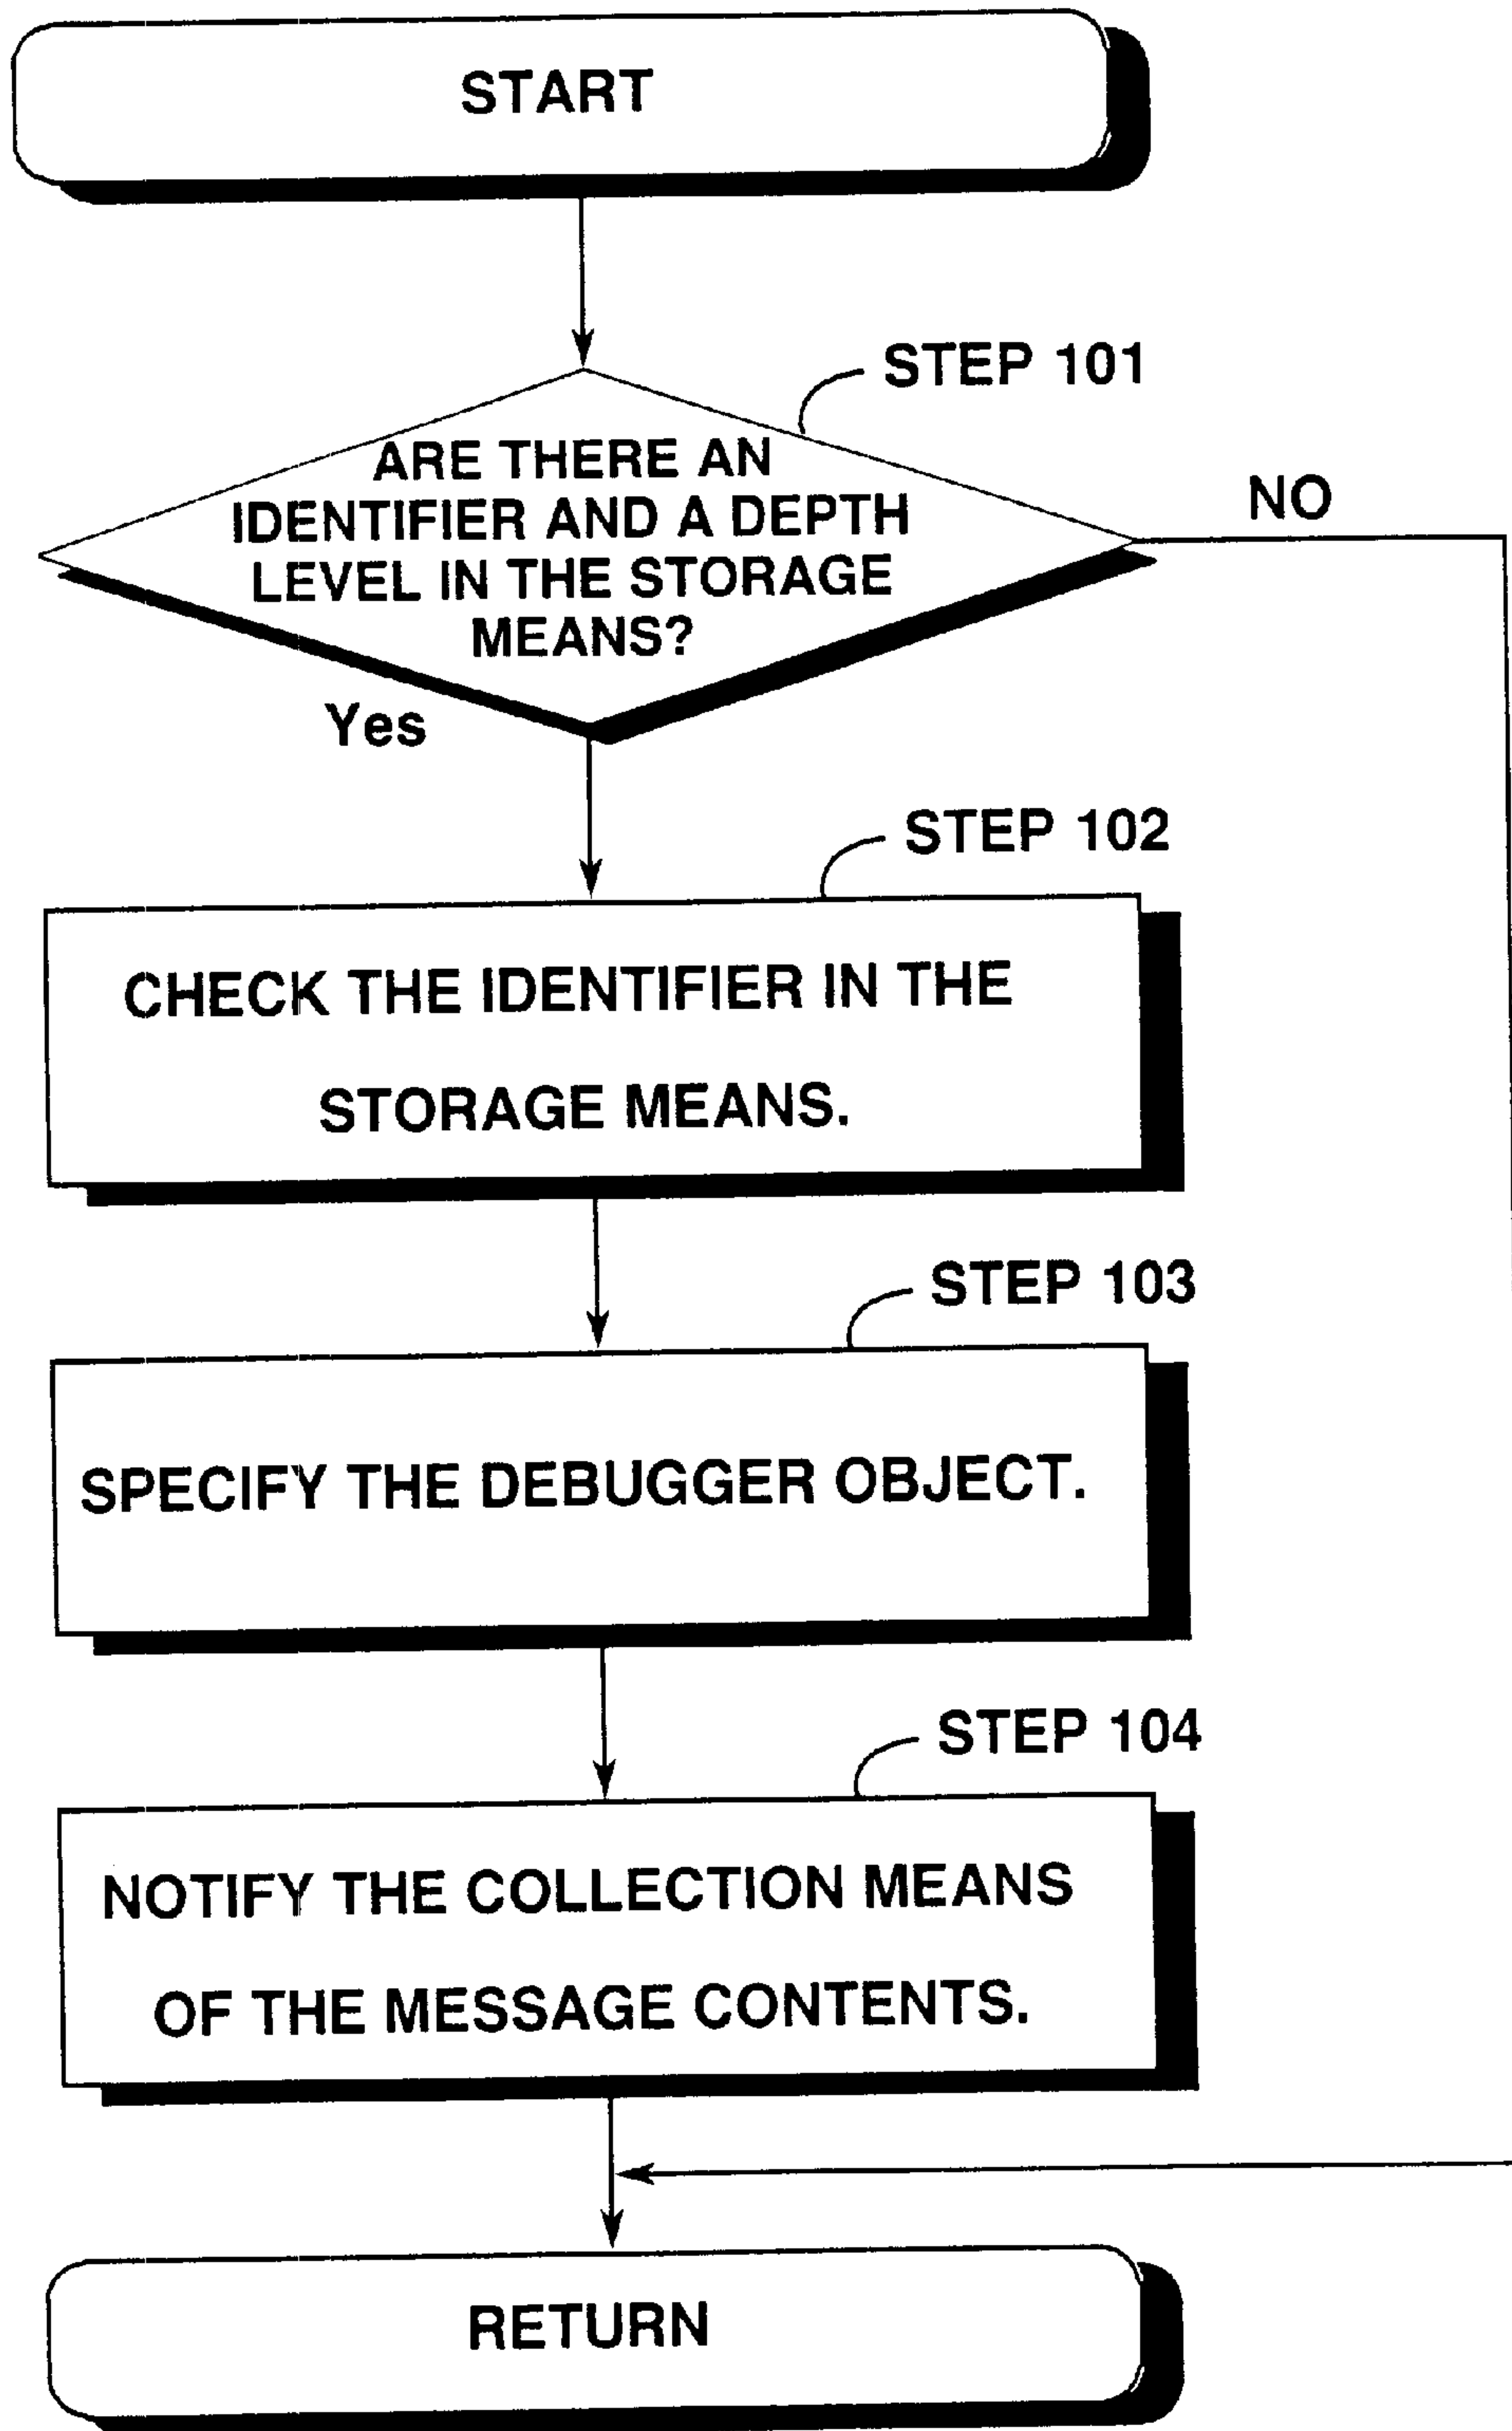 START
STEP 101
ARE THERE AN
IDENTIFIER AND A DEPTH
LEVEL IN THE STORAGE
MEANS?
NO
Yes
STEP 102
CHECK THE IDENTIFIER IN THE
STORAGE MEANS.
STEP 103
SPECIFY THE DEBUGGER OBJECT.
STEP 104
NOTIFY THE COLLECTION MEANS
OF THE MESSAGE CONTENTS.
RETURN